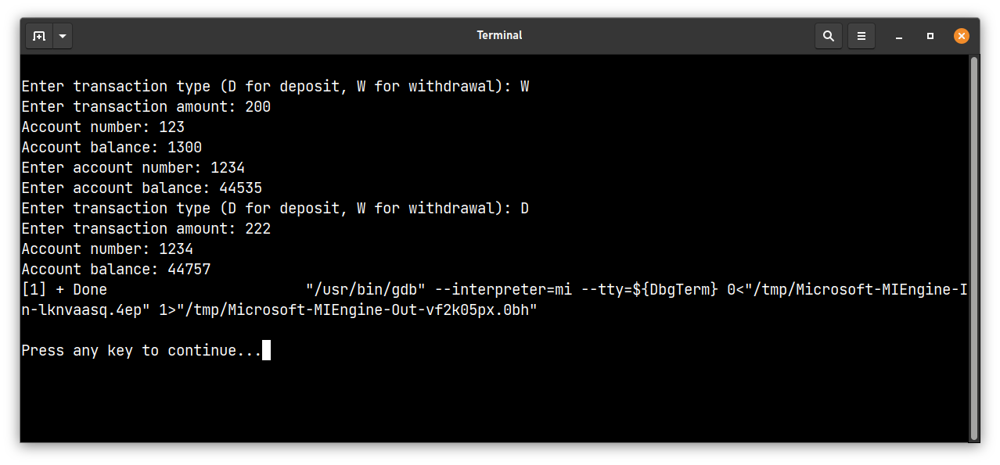 Terminal
Enter transaction type (D for deposit, W for withdrawal): W
Enter transaction amount: 200
Account number: 123
Account balance: 1300
Enter account number: 1234
Enter account balance: 44535
Enter transaction type (D for deposit, W for withdrawal): D
Enter transaction amount: 222
Account number: 1234
Account balance: 44757
[1] + Done                       "/usr/bin/gdb" --interpreter=mi --tty=${DbgTerm} 0<"/tmp/Microsoft-MIEngine-I
n-lknvaasq.4ep" 1>"/tmp/Microsoft-MIEngine-Out-vf2k05px.0bh"
Press any key to continue...